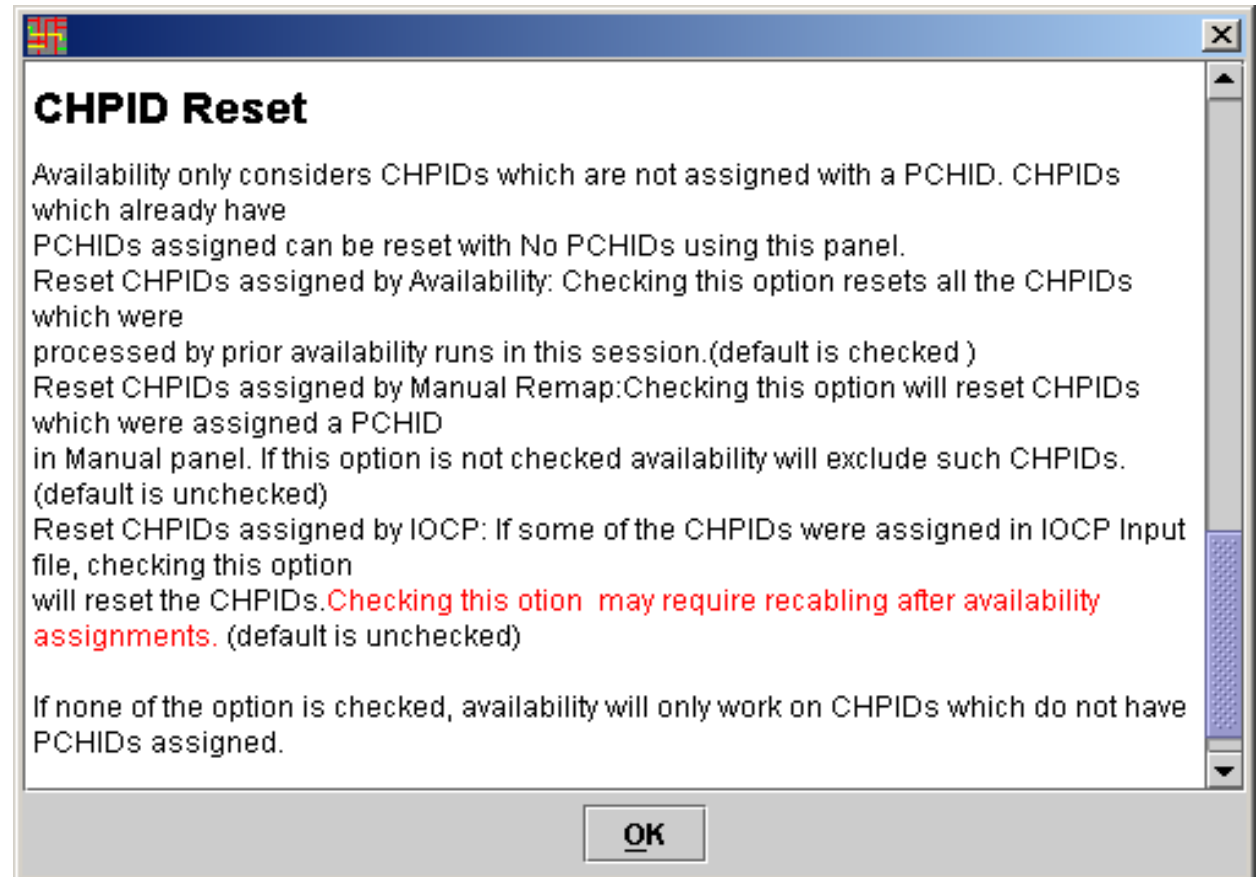 CHPID Reset
Availability only considers CHPIDs which are not assigned with a PCHID. CHPIDs
which already have
PCHIDs assigned can be reset with No PCHIDs using this panel.
Reset CHPIDs assigned by Availability: Checking this option resets all the CHPIDs
which were
processed by prior availability runs in this session.(default is checked )
Reset CHPIDs assigned by Manual Remap:Checking this option will reset CHPIDs
which were assigned a PCHID
in Manual panel. If this option is not checked availability will exclude such CHPIDs.
(default is unchecked)
Reset CHPIDs assigned by IOCP: If some of the CHPIDs were assigned in IOCP Input
file, checking this option
will reset the CHPIDs.Checking this otion  may require recabling after availability
assignments. (default is unchecked)
If none of the option is checked, availability will only work on CHPIDs which do not have
PCHIDs assigned.
OK